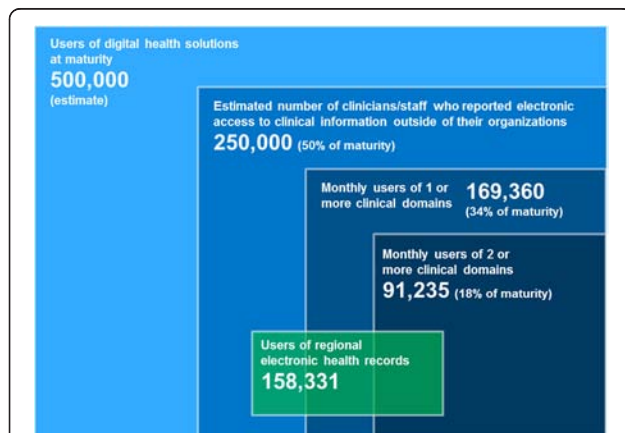 Users of digital health solutions
at maturity
500,000
(estimate)
Estimated number of clinicians/staff who reported electronic
access to clinical information outside of their organizations
250,000 (50% of maturity)
Monthly users of 1 or
more clinical domains
169,360
(34% of maturity)
Monthly users of 2 or
more clinical domains
91,235 (18% of maturity)
Users of regional
electronic health records
158,331